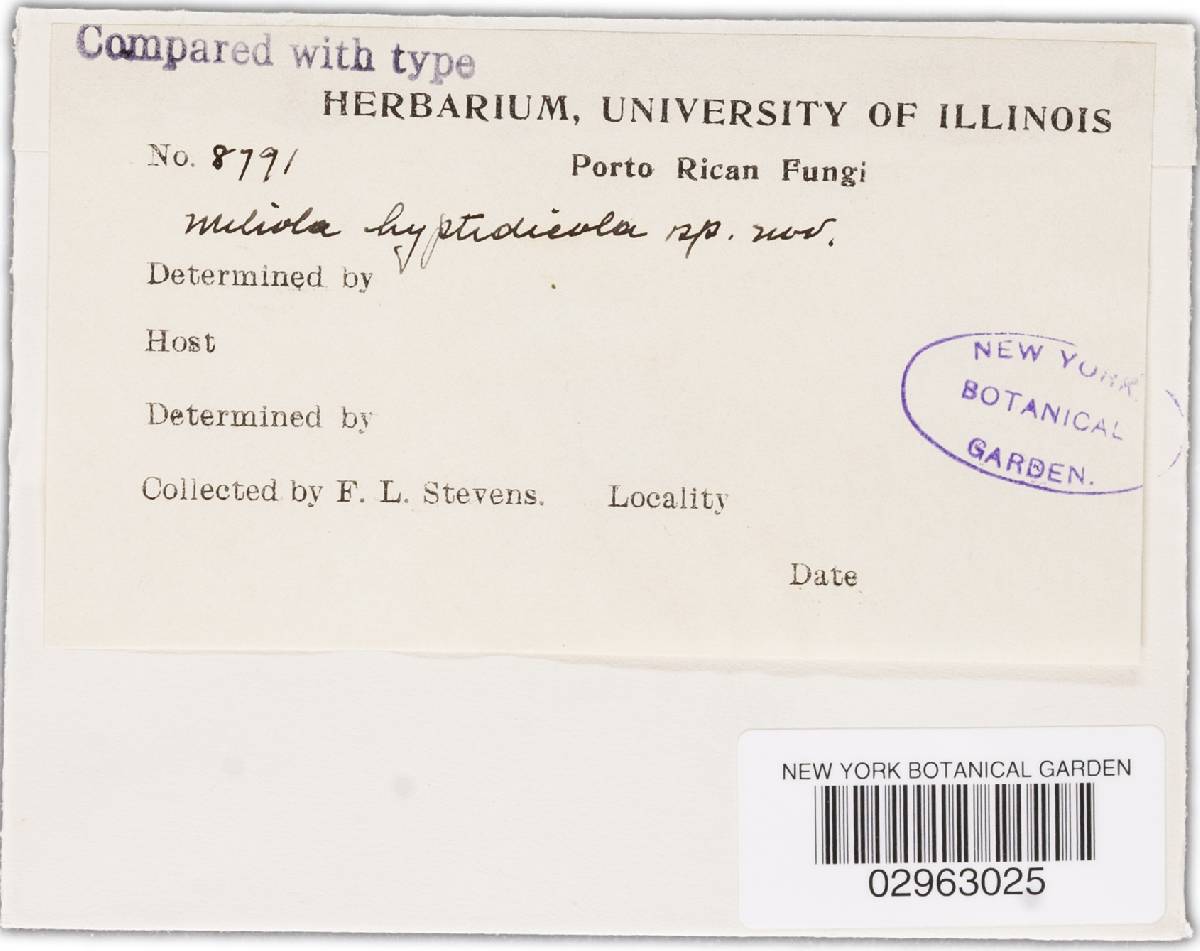 Compared with type
HERBARIUM, UNIVERSITY OF ILLINOIS
No. 8791 Porto Rican Fungi
Meliola hyptidicola sp. nov.
Determined by
Host
Determined by
Collected by F. L. Stevens. Locality
Date
NEW YORK
BOTANICAL
GARDEN.
NEW YORK BOTANICAL GARDEN
02963025